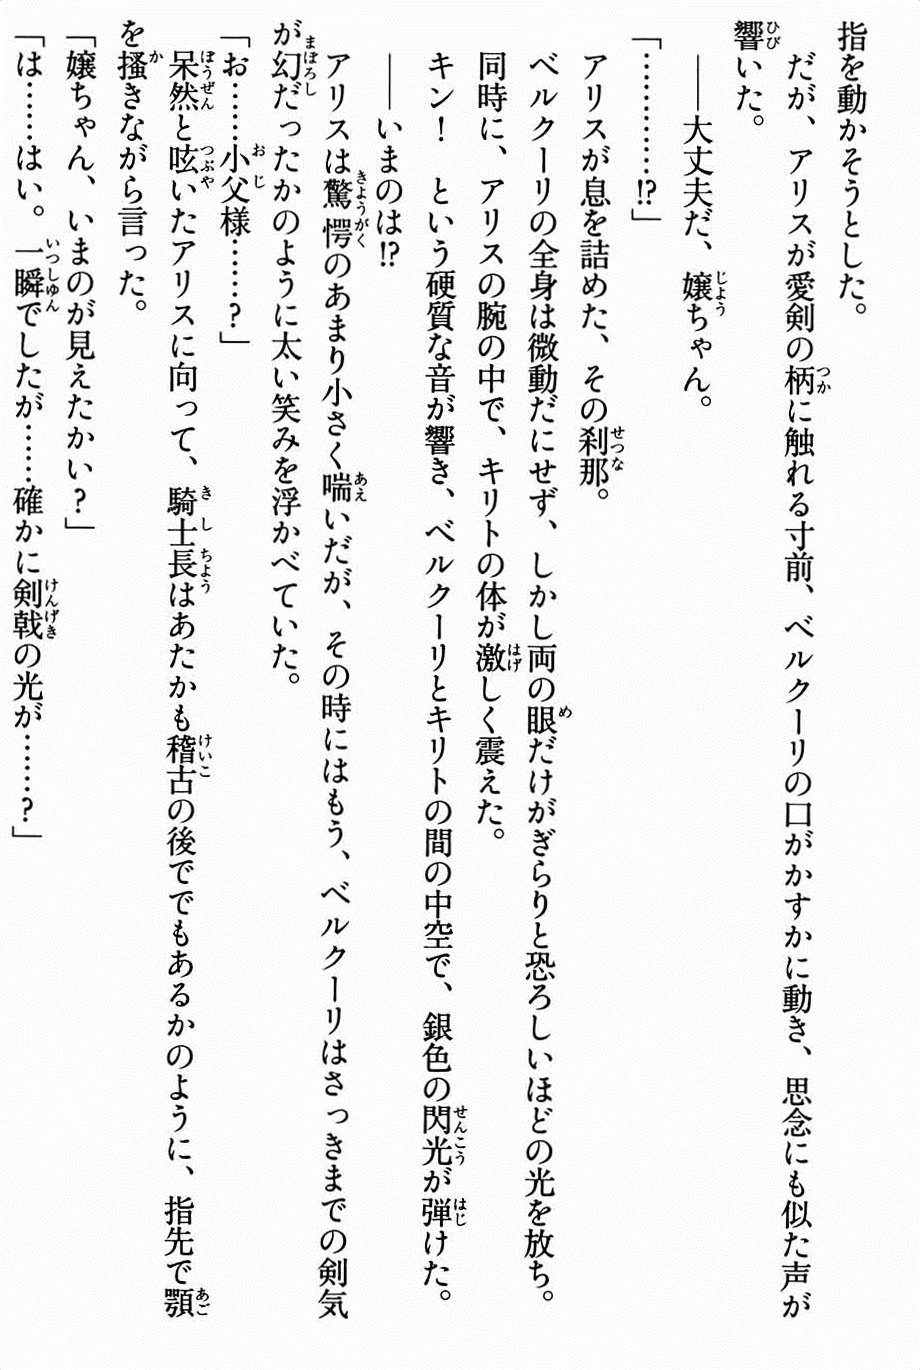 指を動かそうとした。
だが、アリスが愛剣の柄に触れる寸前、ベルクーリの口がかすかに動き、思念にも似た声が
響いた。
――大丈夫だ、嬢ちゃん。
「…………!?」
アリスが息を詰めた、その刹那。
ベルクーリの全身は微動だにせず、しかし両の眼だけがぎらりと恐ろしいほどの光を放ち。
同時に、アリスの腕の中で、キリトの体が激しく震えた。
キン！　という硬質な音が響き、ベルクーリとキリトの間の中空で、銀色の閃光が弾けた。
――いまのは!?
アリスは驚愕のあまり小さく喘いだが、その時にはもう、ベルクーリはさっきまでの剣気
が幻だったかのように太い笑みを浮かべていた。
「お……小父様……？」
呆然と呟いたアリスに向って、騎士長はあたかも稽古の後ででもあるかのように、指先で顎
を掻きながら言った。
「嬢ちゃん、いまのが見えたかい？」
「は……はい。一瞬でしたが……確かに剣戟の光が……？」